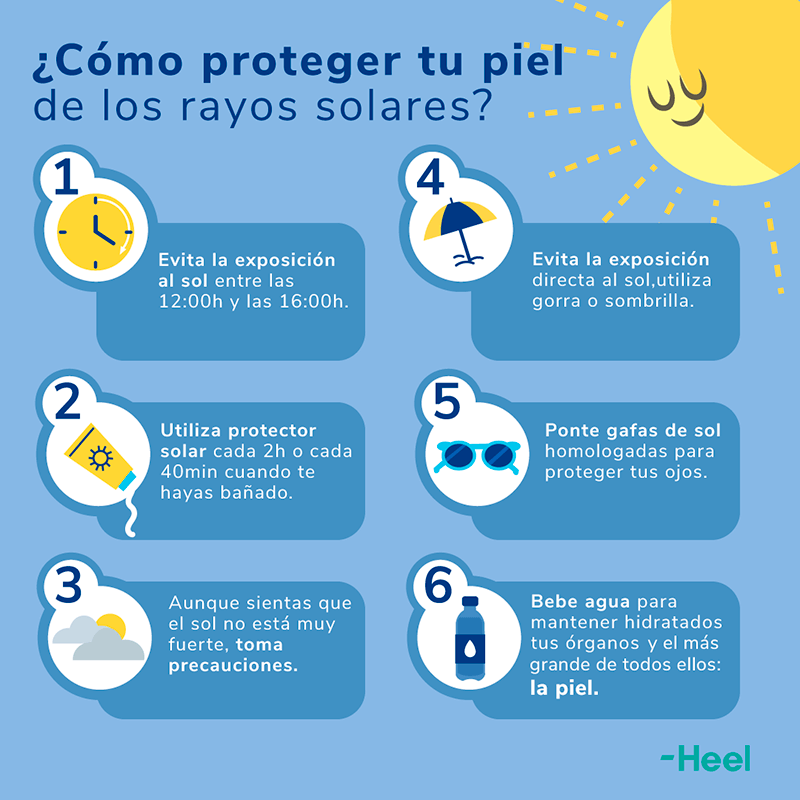 ¿Cómo proteger tu piel
de los rayos solares?
1
Evita la exposición
al sol entre las
12:00h y las 16:00h.
2
Utiliza protector
solar cada 2h o cada
40min cuando te
hayas bañado.
3
Aunque sientas que
el sol no está muy
fuerte, toma
precauciones.
4
Evita la exposición
directa al sol,utiliza
gorra o sombrilla.
5
Ponte gafas de sol
homologadas para
proteger tus ojos.
6
Bebe agua para
mantener hidratados
tus órganos y el más
grande de todos ellos:
la piel.
-Heel